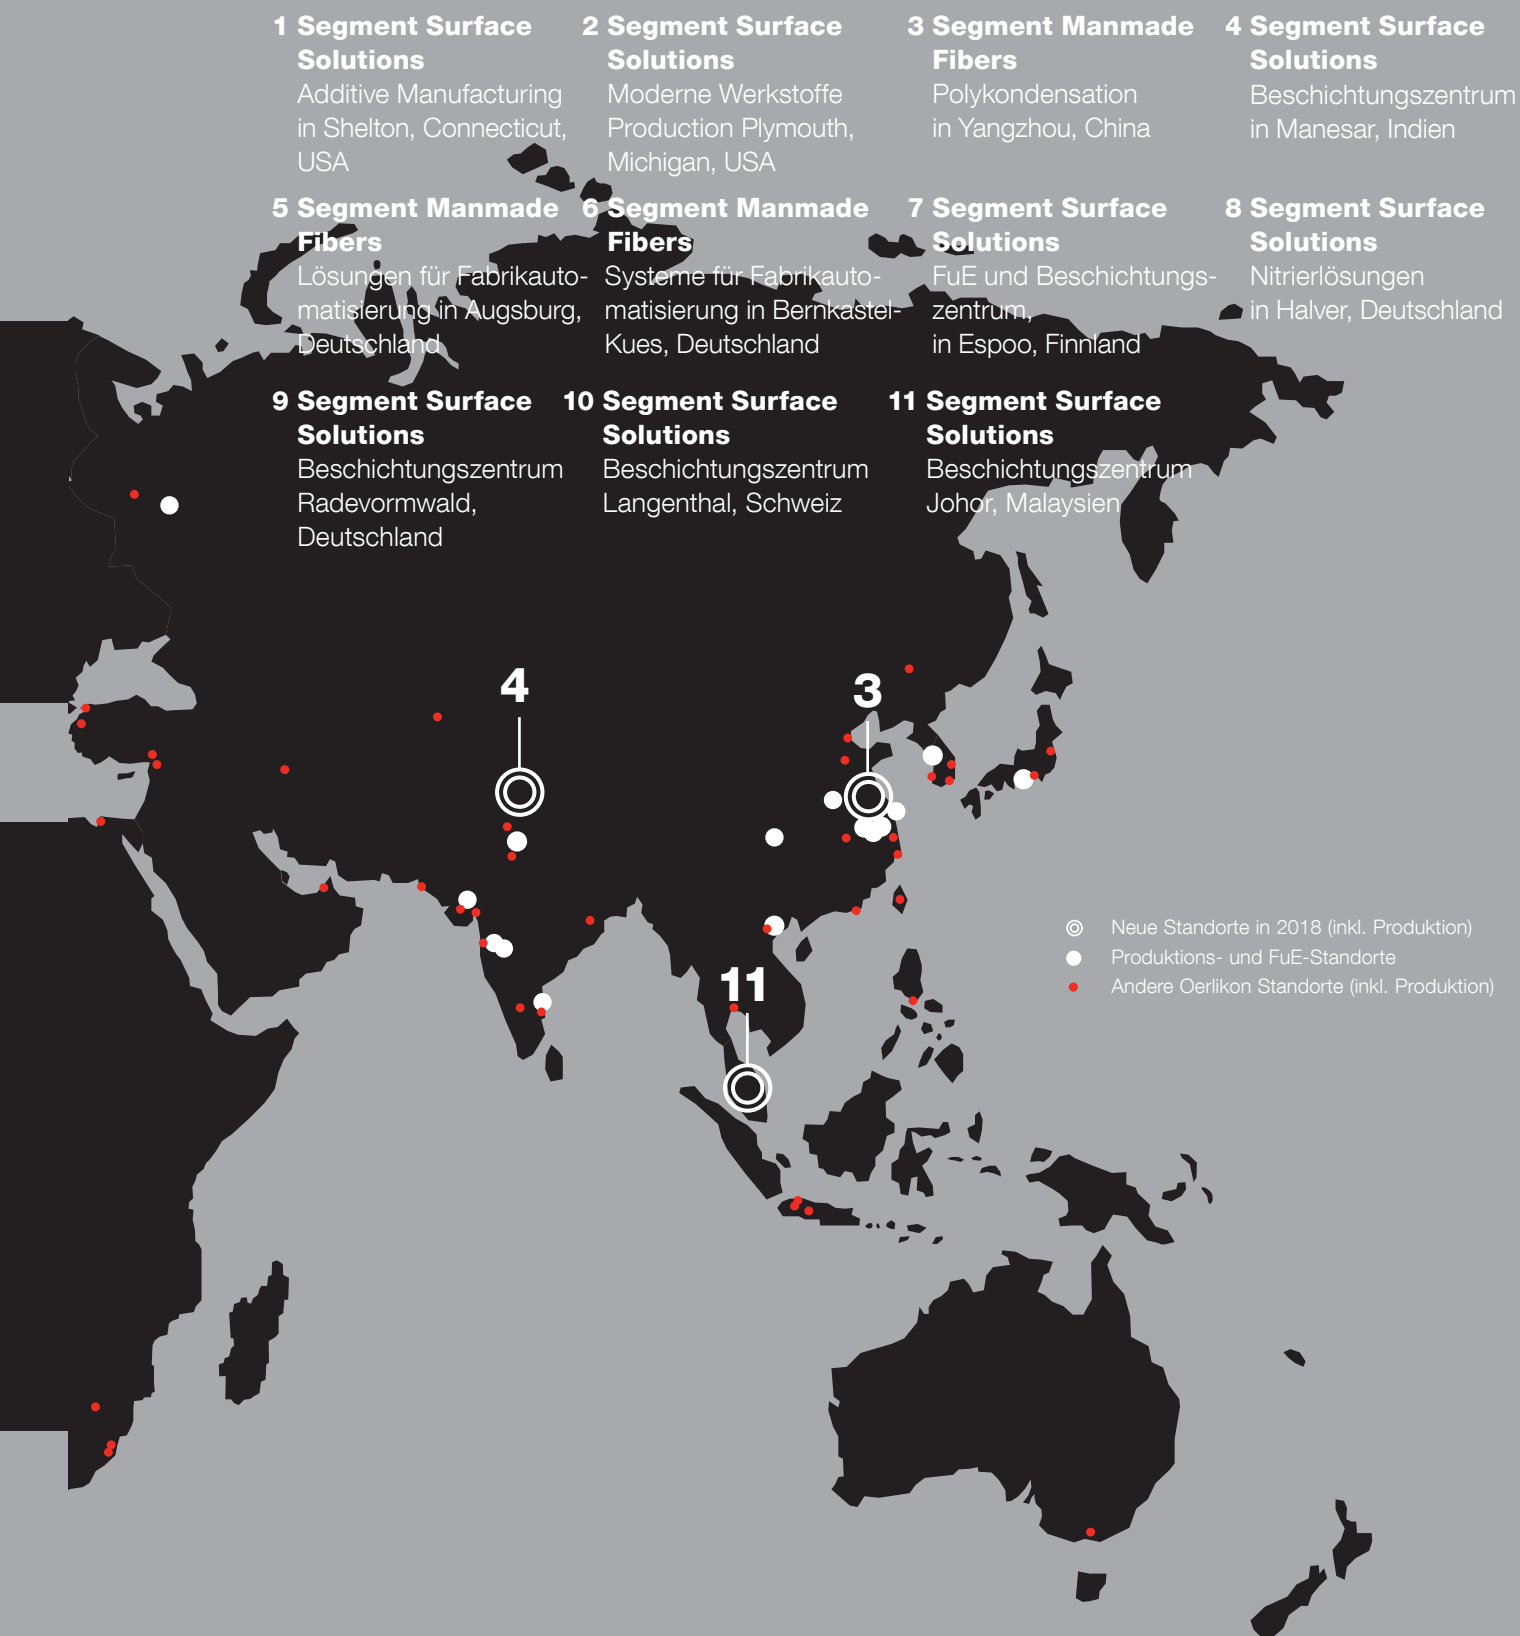 1 Segment Surface
Solutions
Additive Manufacturing
in Shelton, Connecticut,
USA
2 Segment Surface
Solutions
Moderne Werkstoffe
Production Plymouth,
Michigan, USA
3 Segment Manmade
Fibers
Polykondensation
in Yangzhou, China
4 Segment Surface
Solutions
Beschichtungszentrum
in Manesar, Indien
5 Segment Manmade
Fibers
Lösungen für Fabrikauto-
matisierung in Augsburg,
Deutschland
6 Segment Manmade
Fibers
Systeme für Fabrikauto-
matisierung in Bernkastel-
Kues, Deutschland
7 Segment Surface
Solutions
FuE und Beschichtungs-
zentrum,
in Espoo, Finnland
8 Segment Surface
Solutions
Nitrierlösungen
in Halver, Deutschland
9 Segment Surface
Solutions
Beschichtungszentrum
Radevormwald,
Deutschland
10 Segment Surface
Solutions
Beschichtungszentrum
Langenthal, Schweiz
11 Segment Surface
Solutions
Beschichtungszentrum
Johor, Malaysien
4
3
11
Neue Standorte in 2018 (inkl. Produktion)
Produktions- und FuE-Standorte
Andere Oerlikon Standorte (inkl. Produktion)